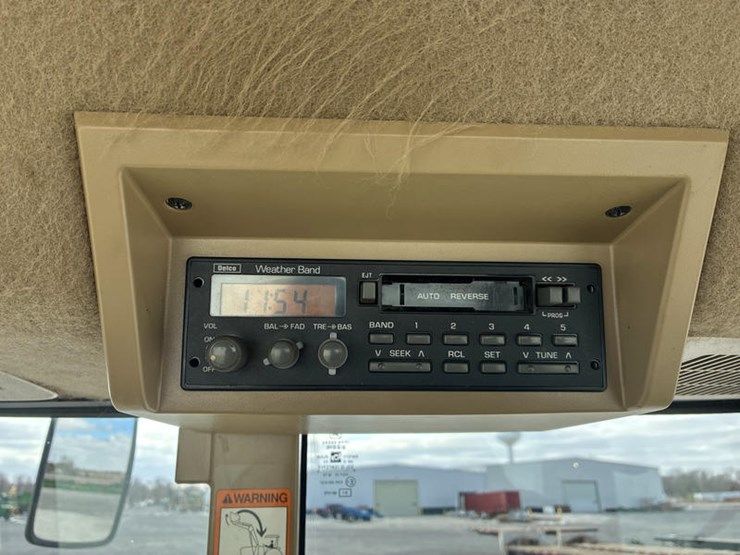 Delco Weather Band
11:54
EJT
AUTO REVERSE
<< >>
PROG
VOL BAL FAD TRE BAS
ON
OFF
BAND 1 2 3 4 5
V SEEK Λ RCL SET V TUNE Λ
WARNING